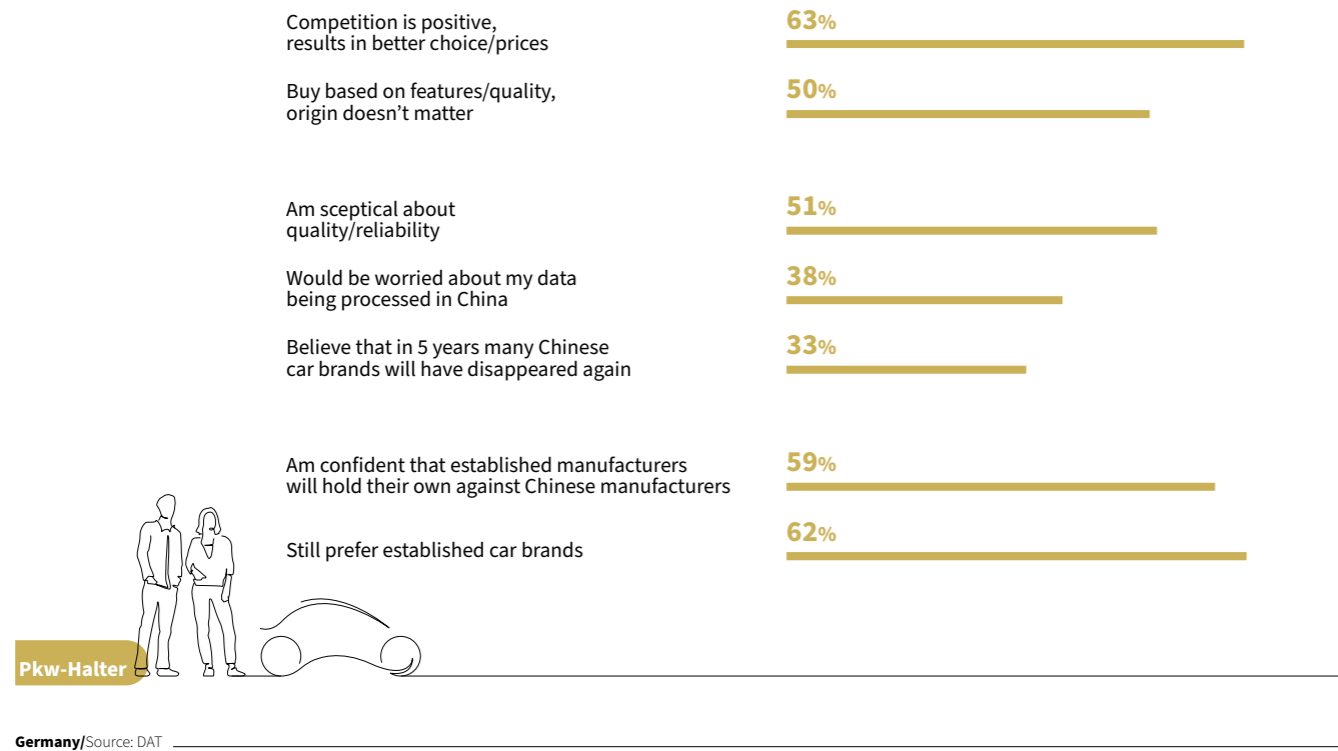 Competition is positive,
results in better choice/prices
63%
Buy based on features/quality,
origin doesn’t matter
50%
Am sceptical about
quality/reliability
51%
Would be worried about my data
being processed in China
38%
Believe that in 5 years many Chinese
car brands will have disappeared again
33%
Am confident that established manufacturers
will hold their own against Chinese manufacturers
59%
Still prefer established car brands
62%
Pkw-Halter
Germany/Source: DAT